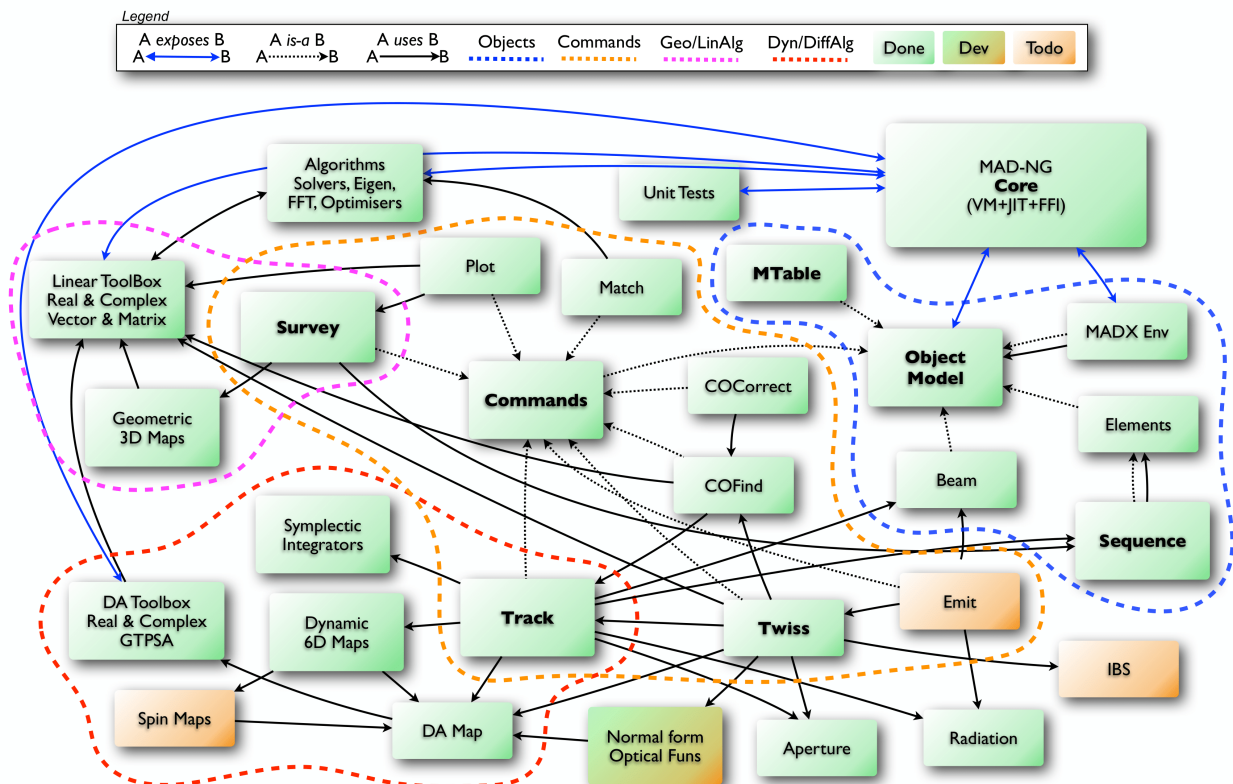 Legend
A exposes B
A B
A is-a B
A B
A uses B
A B
Objects
Commands
Geo/LinAlg
Dyn/DiffAlg
Done
Dev
Todo
Algorithms
Solvers, Eigen,
FFT, Optimisers
Unit Tests
MAD-NG
Core
(VM+JIT+FFI)
Linear ToolBox
Real & Complex
Vector & Matrix
Plot
Match
MTable
Survey
MADX Env
Object
Model
Commands
COCorrect
Geometric
3D Maps
Elements
COFind
Beam
Symplectic
Integrators
Sequence
DA Toolbox
Real & Complex
GTPSA
Dynamic
6D Maps
Track
Twiss
Emit
IBS
Spin Maps
DA Map
Normal form
Optical Funs
Aperture
Radiation